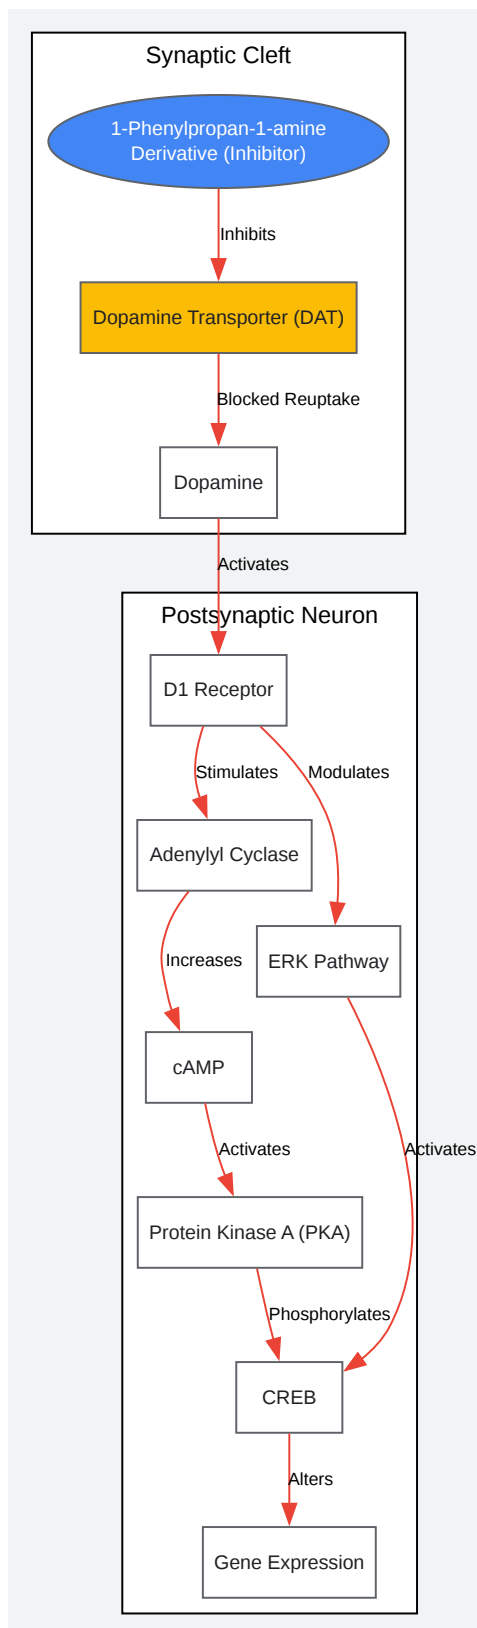 Synaptic Cleft
1-Phenylpropan-1-amine
Derivative (Inhibitor)
Inhibits
Dopamine Transporter (DAT)
Blocked Reuptake
Dopamine
Activates
Postsynaptic Neuron
D1 Receptor
Stimulates
Modulates
Adenylyl Cyclase
ERK Pathway
Increases
cAMP
Activates
Activates
Protein Kinase A (PKA)
Phosphorylates
CREB
Alters
Gene Expression